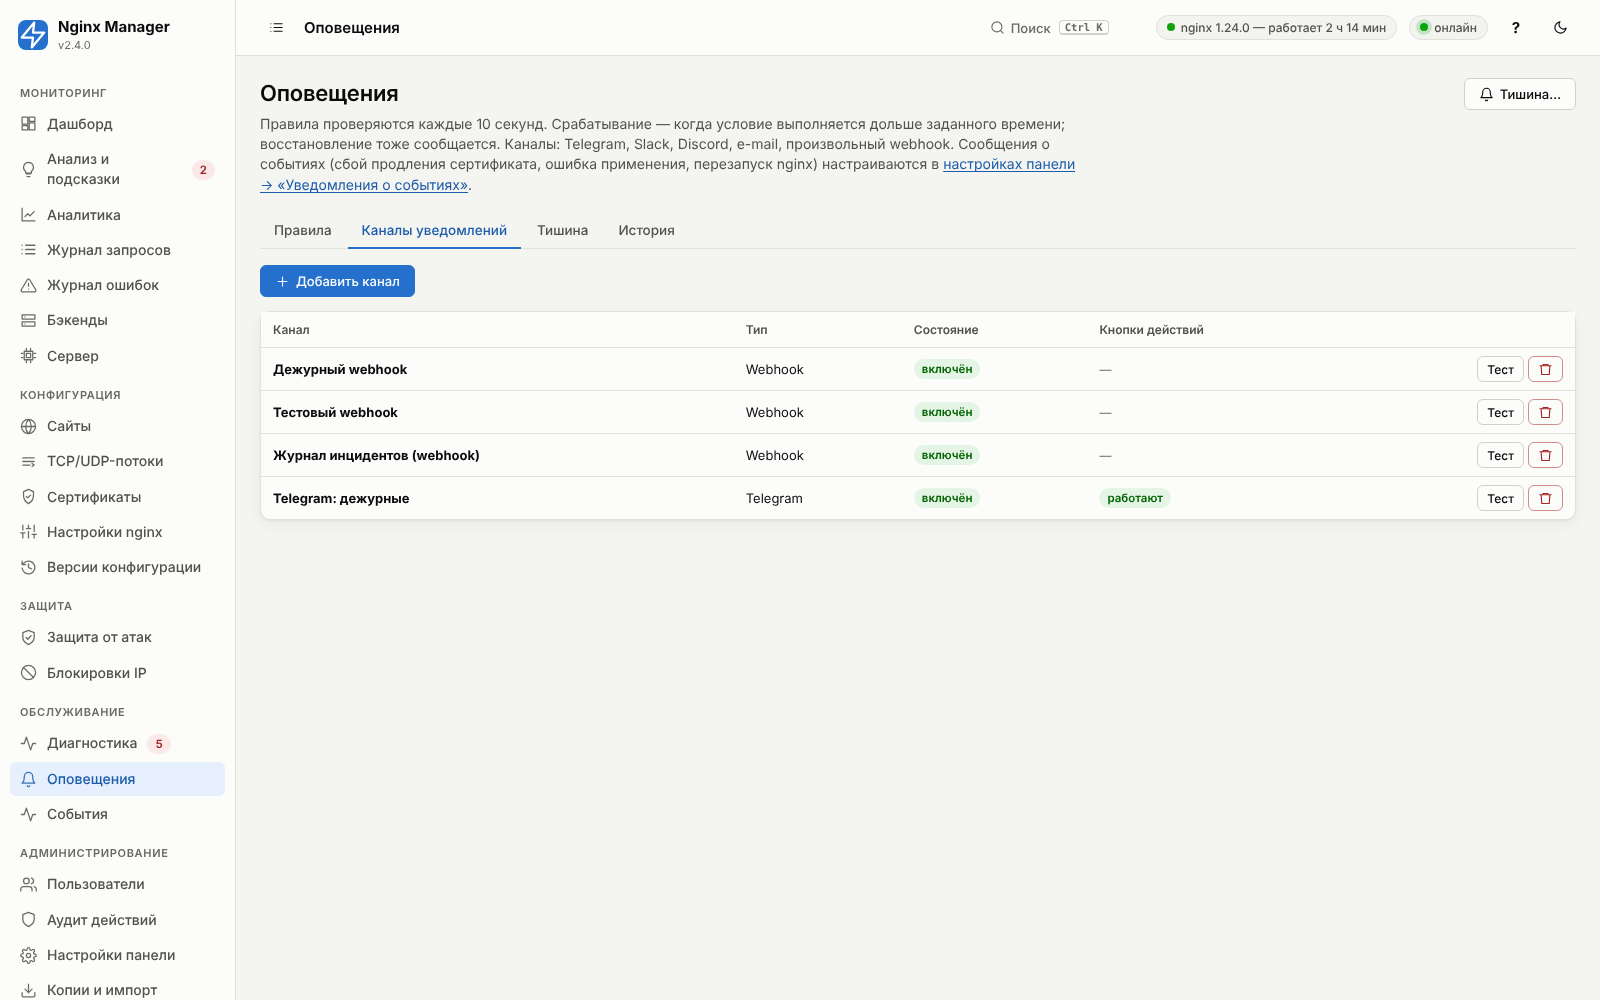 Nginx Manager
v2.4.0
Оповещения
Поиск Ctrl K
nginx 1.24.0 — работает 2 ч 14 мин
онлайн
?
МОНИТОРИНГ
Дашборд
Анализ и
подсказки
2
Аналитика
Журнал запросов
Журнал ошибок
Бэкенды
Сервер
КОНФИГУРАЦИЯ
Сайты
TCP/UDP-потоки
Сертификаты
Настройки nginx
Версии конфигурации
ЗАЩИТА
Защита от атак
Блокировки IP
ОБСЛУЖИВАНИЕ
Диагностика 5
Оповещения
События
АДМИНИСТРИРОВАНИЕ
Пользователи
Аудит действий
Настройки панели
Копии и импорт
Оповещения
Тишина...
Правила проверяются каждые 10 секунд. Срабатывание — когда условие выполняется дольше заданного времени;
восстановление тоже сообщается. Каналы: Telegram, Slack, Discord, e-mail, произвольный webhook. Сообщения о
событиях (сбой продления сертификата, ошибка применения, перезапуск nginx) настраиваются в настройках панели
→ «Уведомления о событиях».
Правила Каналы уведомлений Тишина История
+ Добавить канал
Канал Тип Состояние Кнопки действий
Дежурный webhook Webhook включён — Тест
Тестовый webhook Webhook включён — Тест
Журнал инцидентов (webhook) Webhook включён — Тест
Telegram: дежурные Telegram включён работают Тест